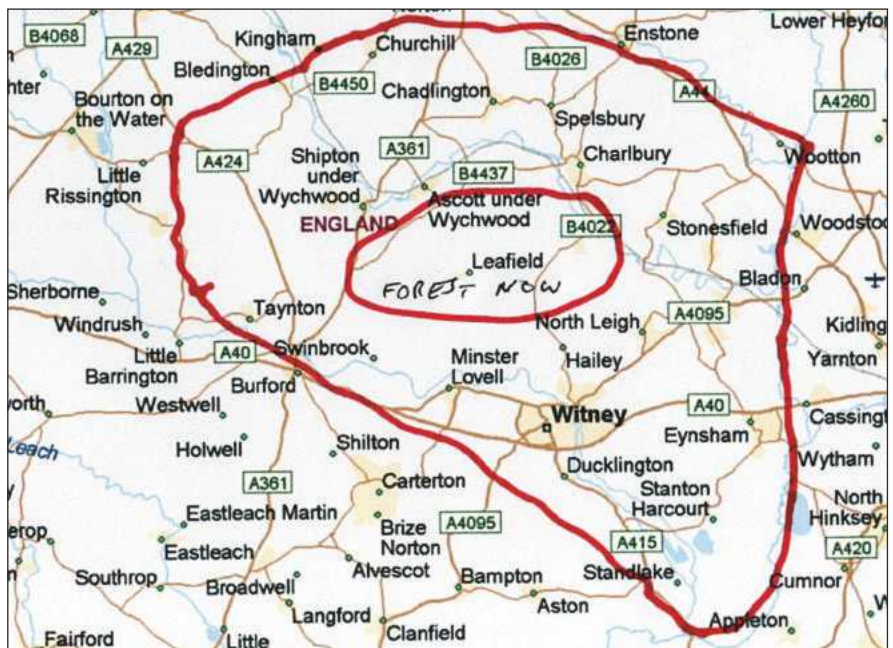 Lower Heyford
B4068
A429
Kingham
Churchill
Enstone
Bledington
B4450
B4026
A44
Bourton on
the Water
Chadlington
A4260
Spelsbury
A424
Shipton
under
Wychwood
A361
Charlbury
Wootton
Little
Rissington
B4437
Ascott under
Wychwood
ENGLAND
B4022
Stonesfield
Woodsto
Leafield
FOREST NOW
Bladon
Sherborne
Taynton
A4095
Windrush
North Leigh
Kidling
Little
Barrington
A40
Swinbrook
Minster
Lovell
Hailey
Yarnton
Burford
Westwell
worth
Witney
A40
Eynsham
Cassingt
Leach
Holwell
Shilton
Wytham
Ducklington
A361
Carterton
Stanton
Harcourt
North
Hinksey
Eastleach Martin
Brize
Norton
A4095
erop
Eastleach
A415
A420
Alvescot
Southrop
Broadwell
Bampton
Standlake
Cumnor
Aston
Langford
Appleton
Clanfield
Fairford
Little